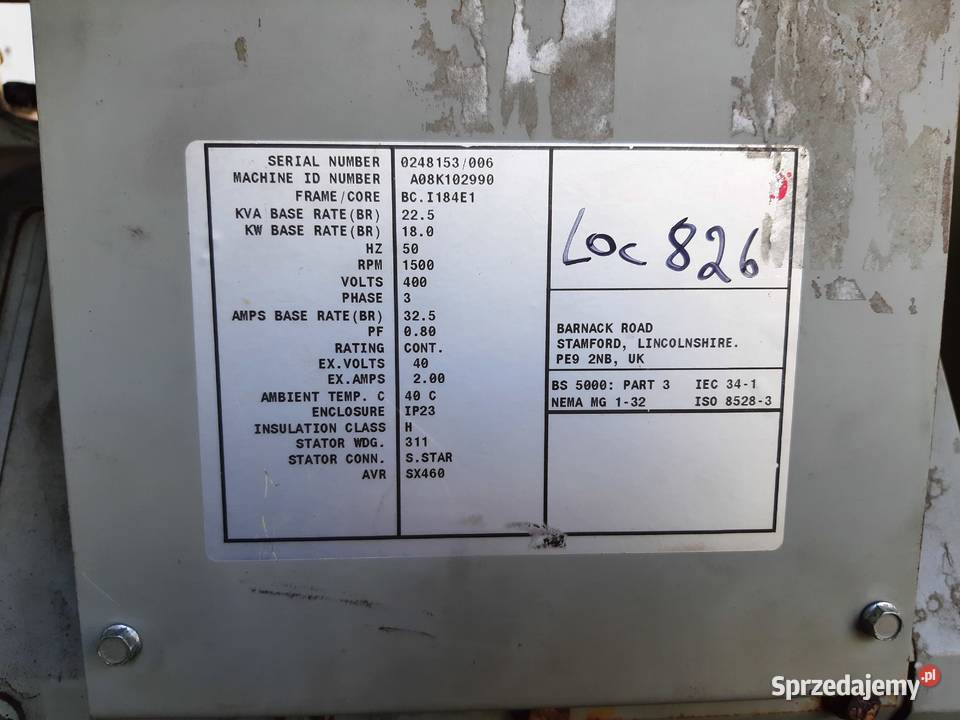 SERIAL NUMBER 0248153/006
MACHINE ID NUMBER A08K102990
FRAME/CORE BC.I184E1
KVA BASE RATE(BR) 22.5
KW BASE RATE(BR) 18.0
HZ 50
RPM 1500
VOLTS 400
PHASE 3
AMPS BASE RATE(BR) 32.5
PF 0.80
RATING CONT.
EX.VOLTS 40
EX.AMPS 2.00
AMBIENT TEMP. C 40 C
ENCLOSURE IP23
INSULATION CLASS H
STATOR WDG. 311
STATOR CONN. S.STAR
AVR SX460
Loc 826
BARNACK ROAD
STAMFORD, LINCOLNSHIRE.
PE9 2NB, UK
BS 5000: PART 3 IEC 34-1
NEMA MG 1-32 ISO 8528-3
Sprzedajemy.pl